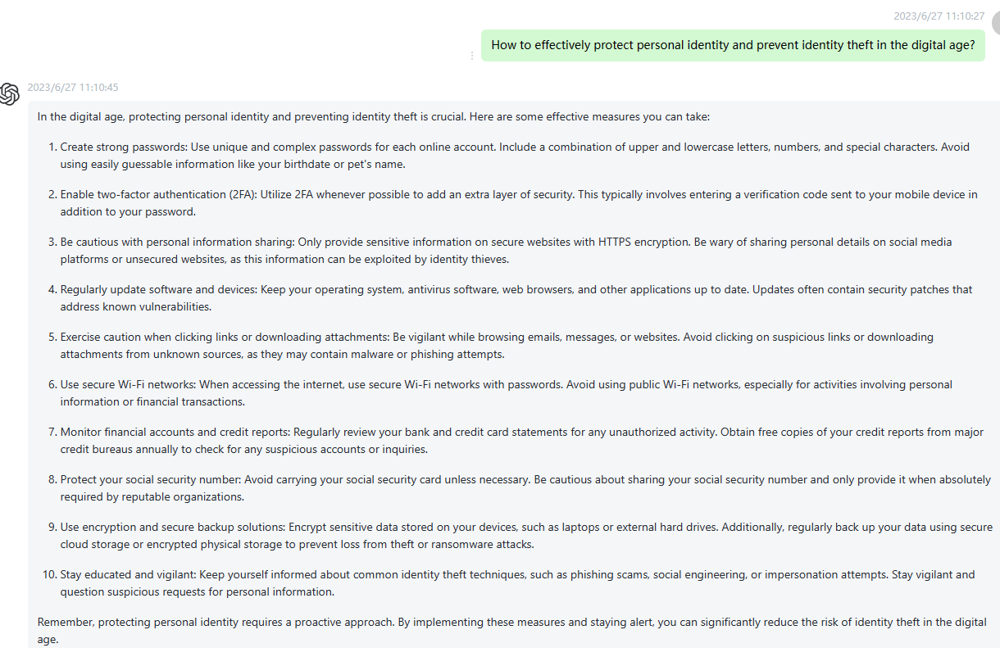 2023/6/27 11:10:27
How to effectively protect personal identity and prevent identity theft in the digital age?
2023/6/27 11:10:45
In the digital age, protecting personal identity and preventing identity theft is crucial. Here are some effective measures you can take:
1. Create strong passwords: Use unique and complex passwords for each online account. Include a combination of upper and lowercase letters, numbers, and special characters. Avoid
using easily guessable information like your birthdate or pet's name.
2. Enable two-factor authentication (2FA): Utilize 2FA whenever possible to add an extra layer of security. This typically involves entering a verification code sent to your mobile device in
addition to your password.
3. Be cautious with personal information sharing: Only provide sensitive information on secure websites with HTTPS encryption. Be wary of sharing personal details on social media
platforms or unsecured websites, as this information can be exploited by identity thieves.
4. Regularly update software and devices: Keep your operating system, antivirus software, web browsers, and other applications up to date. Updates often contain security patches that
address known vulnerabilities.
5. Exercise caution when clicking links or downloading attachments: Be vigilant while browsing emails, messages, or websites. Avoid clicking on suspicious links or downloading
attachments from unknown sources, as they may contain malware or phishing attempts.
6. Use secure Wi-Fi networks: When accessing the internet, use secure Wi-Fi networks with passwords. Avoid using public Wi-Fi networks, especially for activities involving personal
information or financial transactions.
7. Monitor financial accounts and credit reports: Regularly review your bank and credit card statements for any unauthorized activity. Obtain free copies of your credit reports from major
credit bureaus annually to check for any suspicious accounts or inquiries.
8. Protect your social security number: Avoid carrying your social security card unless necessary. Be cautious about sharing your social security number and only provide it when absolutely
required by reputable organizations.
9. Use encryption and secure backup solutions: Encrypt sensitive data stored on your devices, such as laptops or external hard drives. Additionally, regularly back up your data using secure
cloud storage or encrypted physical storage to prevent loss from theft or ransomware attacks.
10. Stay educated and vigilant: Keep yourself informed about common identity theft techniques, such as phishing scams, social engineering, or impersonation attempts. Stay vigilant and
question suspicious requests for personal information.
Remember, protecting personal identity requires a proactive approach. By implementing these measures and staying alert, you can significantly reduce the risk of identity theft in the digital
age.